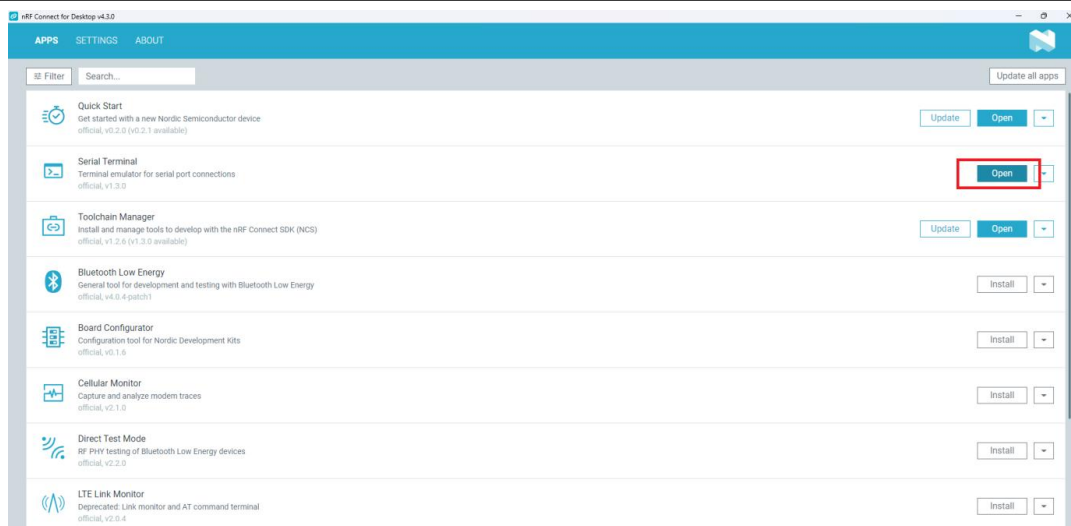 nRF Connect for Desktop v4.3.0
APPS SETTINGS ABOUT
Filter Search... Update all apps
Quick Start
Get started with a new Nordic Semiconductor device
official, v0.2.0 (v0.2.1 available)
Update Open
Serial Terminal
Terminal emulator for serial port connections
official, v1.3.0
Open
Toolchain Manager
Install and manage tools to develop with the nRF Connect SDK (NCS)
official, v1.2.6 (v1.3.0 available)
Update Open
Bluetooth Low Energy
General tool for development and testing with Bluetooth Low Energy
official, v4.0.4-patch1
Install
Board Configurator
Configuration tool for Nordic Development Kits
official, v0.1.6
Install
Cellular Monitor
Capture and analyze modem traces
official, v2.1.0
Install
Direct Test Mode
RF PHY testing of Bluetooth Low Energy devices
official, v2.2.0
Install
LTE Link Monitor
Deprecated: Link monitor and AT command terminal
official, v2.0.4
Install